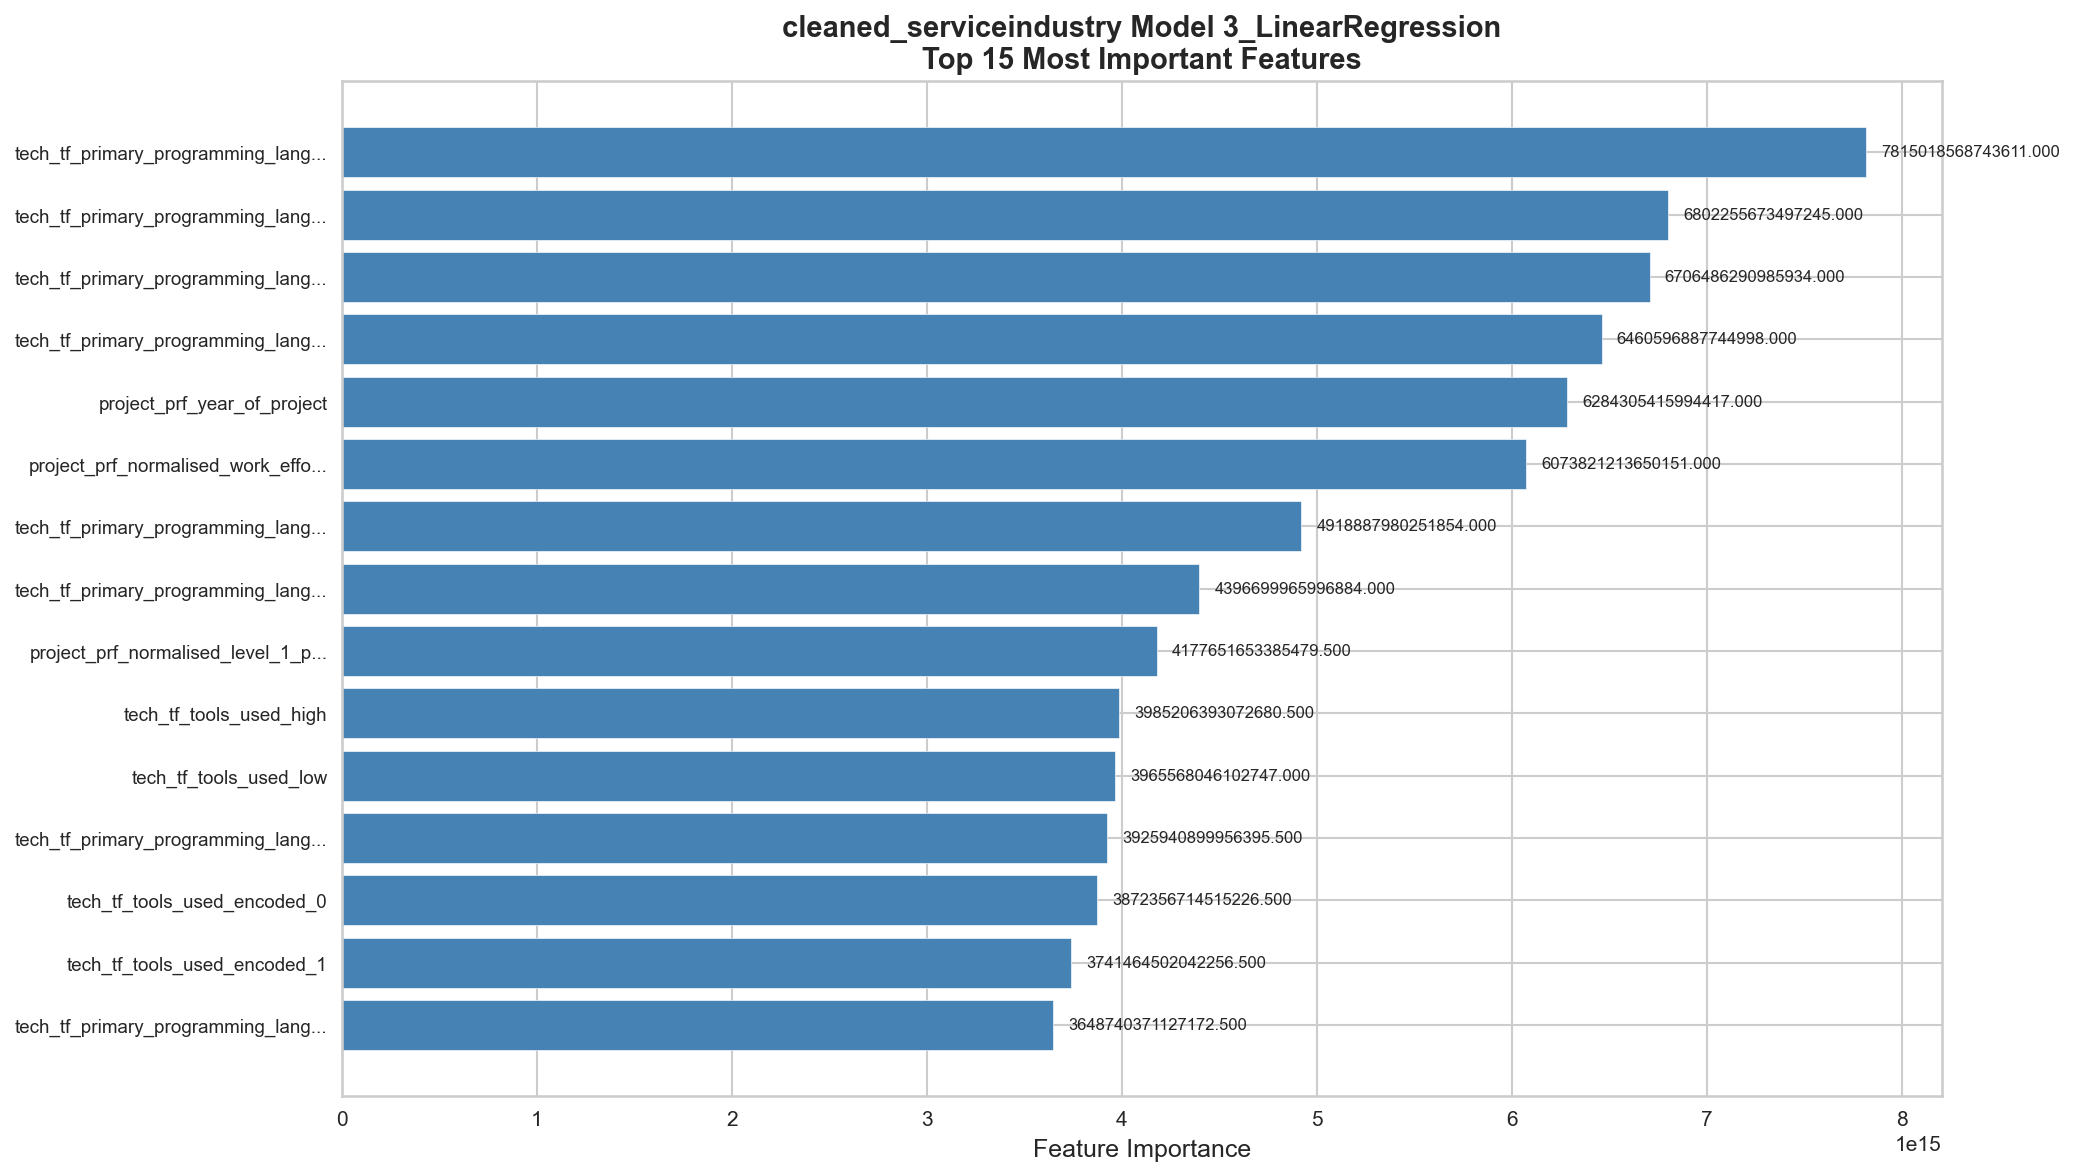 cleaned_serviceindustry Model 3_LinearRegression
Top 15 Most Important Features
tech_tf_primary_programming_lang... 7815018568743611.000
tech_tf_primary_programming_lang... 6802255673497245.000
tech_tf_primary_programming_lang... 6706486290985934.000
tech_tf_primary_programming_lang... 6460596887744998.000
project_prf_year_of_project 6284305415994417.000
project_prf_normalised_work_effo... 6073821213650151.000
tech_tf_primary_programming_lang... 4918887980251854.000
tech_tf_primary_programming_lang... 4396699965996884.000
project_prf_normalised_level_1_p... 4177651653385479.500
tech_tf_tools_used_high 3985206393072680.500
tech_tf_tools_used_low 3965568046102747.000
tech_tf_primary_programming_lang... 3925940899956395.500
tech_tf_tools_used_encoded_0 3872356714515226.500
tech_tf_tools_used_encoded_1 3741464502042256.500
tech_tf_primary_programming_lang... 3648740371127172.500
0 1 2 3 4 5 6 7 8
1e15
Feature Importance